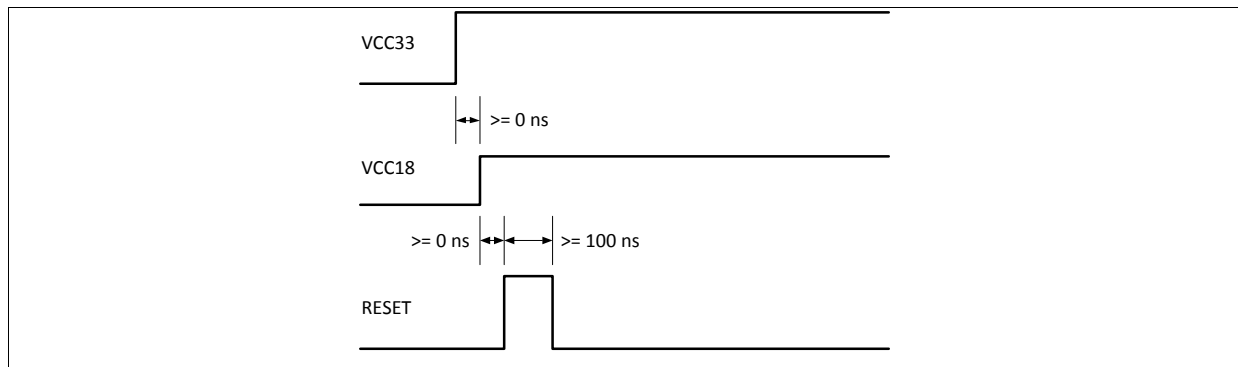 VCC33
>= 0 ns
VCC18
>= 0 ns
>= 100 ns
RESET